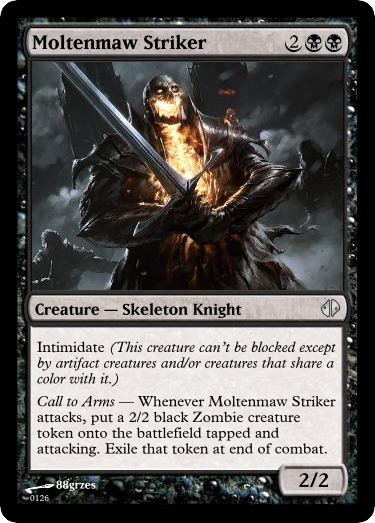 Moltenmaw Striker 2
Creature — Skeleton Knight
Intimidate (This creature can't be blocked except
by artifact creatures and/or creatures that share a
color with it.)
Call to Arms — Whenever Moltenmaw Striker
attacks, put a 2/2 black Zombie creature
token onto the battlefield tapped and
attacking. Exile that token at end of combat.
2/2
88grzes
0126